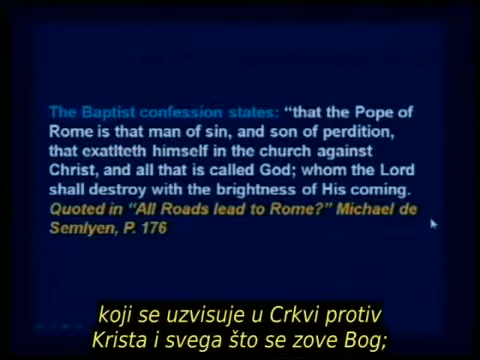 The Baptist confession states: “that the Pope of
Rome is that man of sin, and son of perdition,
that exatlteth himself in the church against
Christ, and all that is called God; whom the Lord
shall destroy with the brightness of His coming.
Quoted in “All Roads lead to Rome?” Michael de
Semlyen, P. 176
koji se uzvisuje u Crkvi protiv
Krista i svega što se zove Bog;